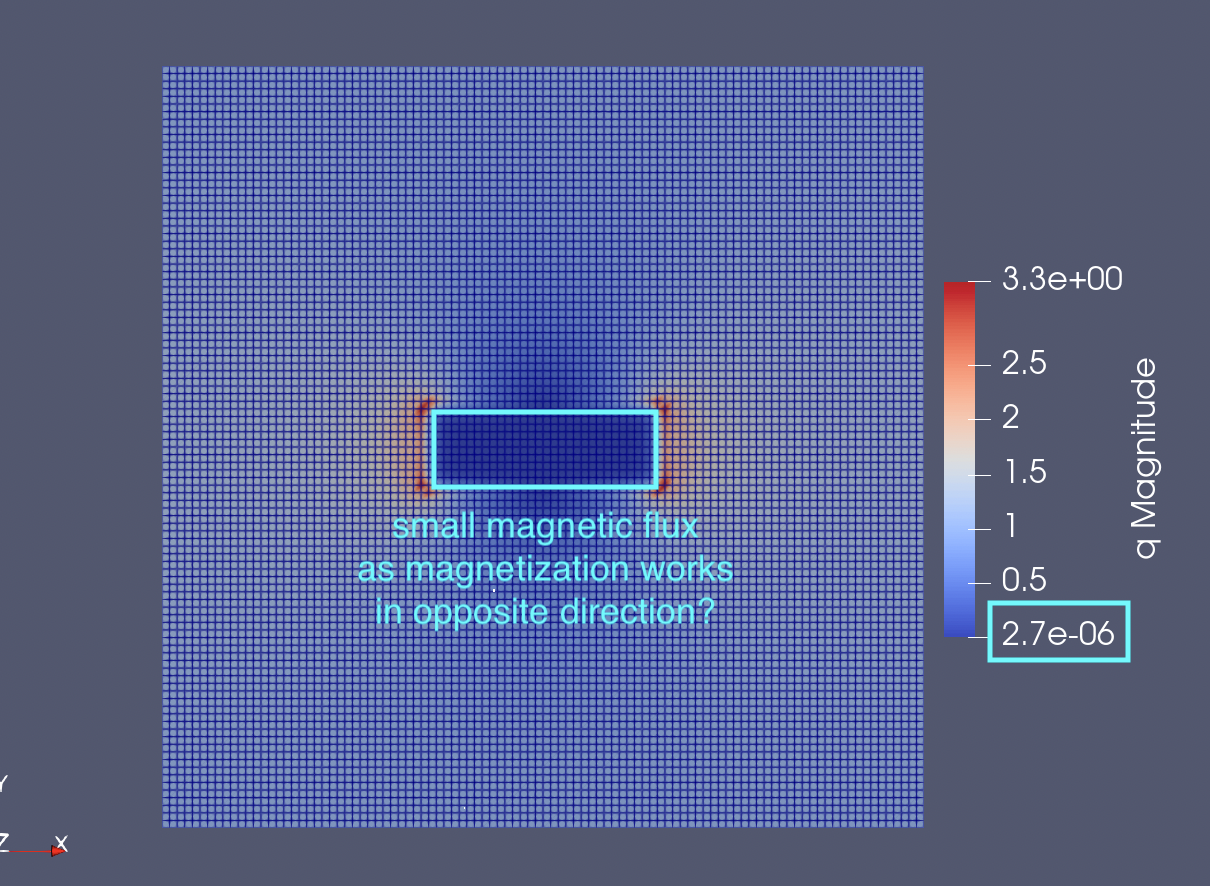 3.3e+00
2.5
2
1.5
1
0.5
2.7e-06
q Magnitude
small magnetic flux
as magnetization works
in opposite direction?
Y
Z
X